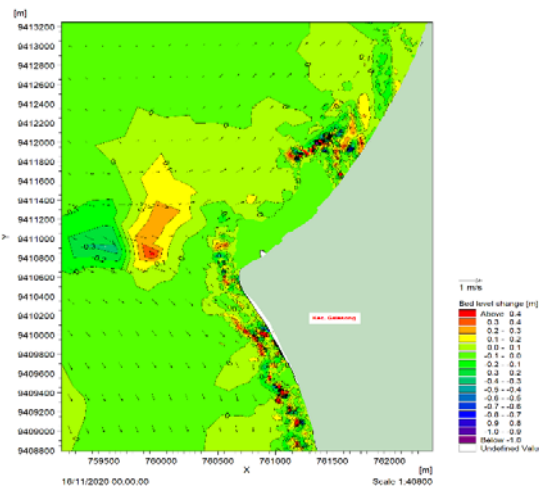 [m]
9413200
9413000
9412800
9412600
9412400
9412200
9412000
9411800
9411600
9411400
9411200
9411000
9410800
9410600
9410400
9410200
9410000
9409800
9409600
9409400
9409200
9409000
9408800
Y
759500
760000
760500
761000
761500
762000
[m]
X
16/11/2020 00.00.00
Scale 1:40800
1 m/s
Bed level change [m]
Above 0.4
0.3 0.4
0.2 - 0.3
0.1 - 0.2
0.0 - 0.1
-0.1 - 0.0
-0.2 -0.1
0.3 0.2
-0.4 - -0.3
-0.5 - -0.4
-0.6 - -0.5
-0.7 - -0.6
-0.8 - -0.7
0.9 0.8
-1.0 -0.9
Below -1.0
Undefined Value